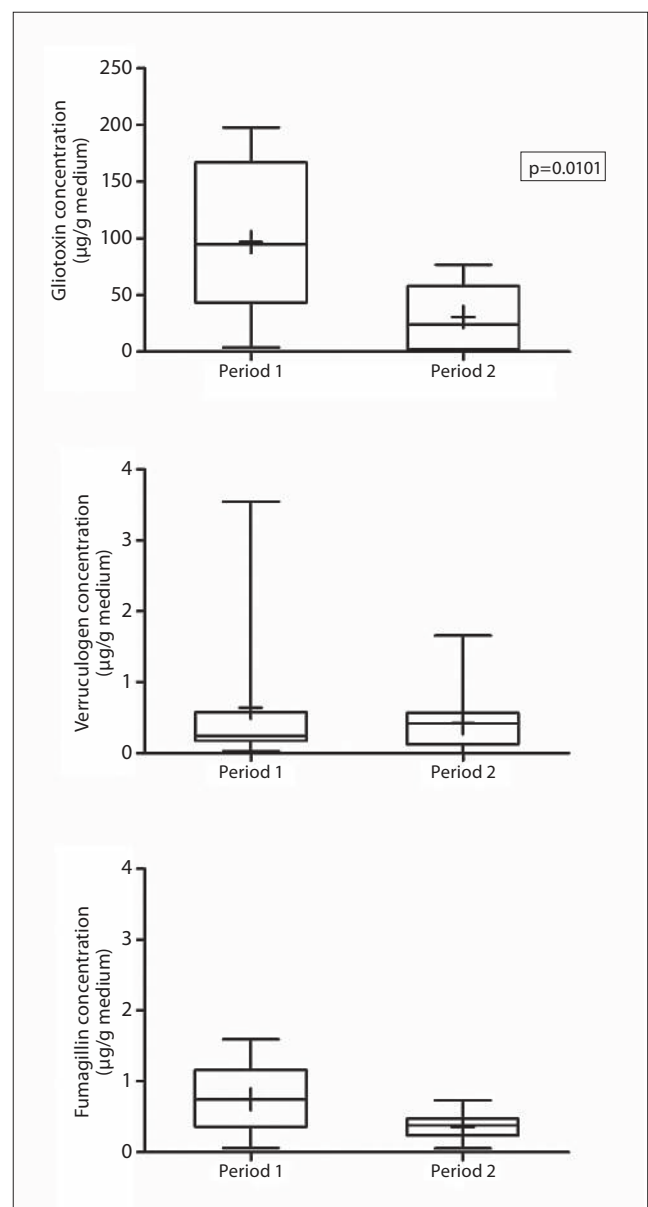 Gliotoxin concentration
(µg/g medium)
250
200
150
100
50
0
p=0.0101
Period 1 Period 2
Verruculogen concentration
(µg/g medium)
4
3
2
1
0
Period 1 Period 2
Fumagillin concentration
(µg/g medium)
4
3
2
1
0
Period 1 Period 2